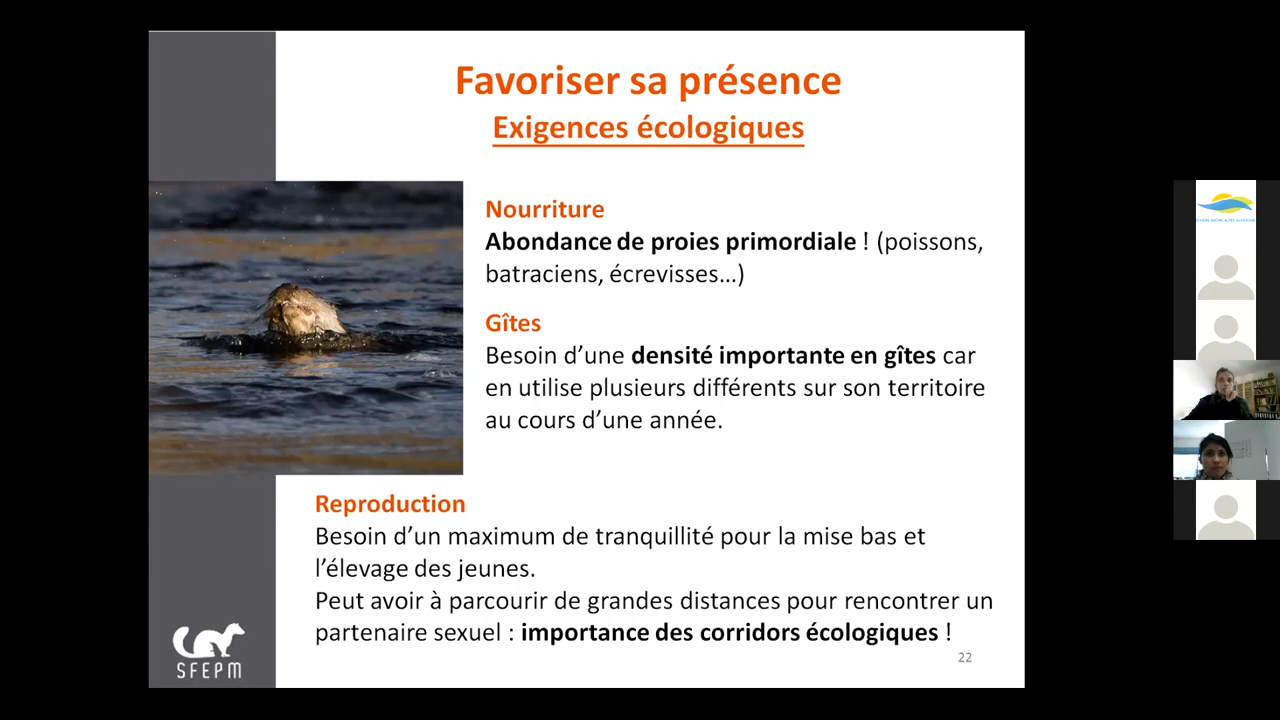 Favoriser sa présence
Exigences écologiques
Nourriture
Abondance de proies primordiale ! (poissons,
batraciens, écrevisses...)
Gîtes
Besoin d’une densité importante en gîtes car
en utilise plusieurs différents sur son territoire
au cours d’une année.
Reproduction
Besoin d’un maximum de tranquillité pour la mise bas et
l’élevage des jeunes.
Peut avoir à parcourir de grandes distances pour rencontrer un
partenaire sexuel : importance des corridors écologiques !
22
SFEPM